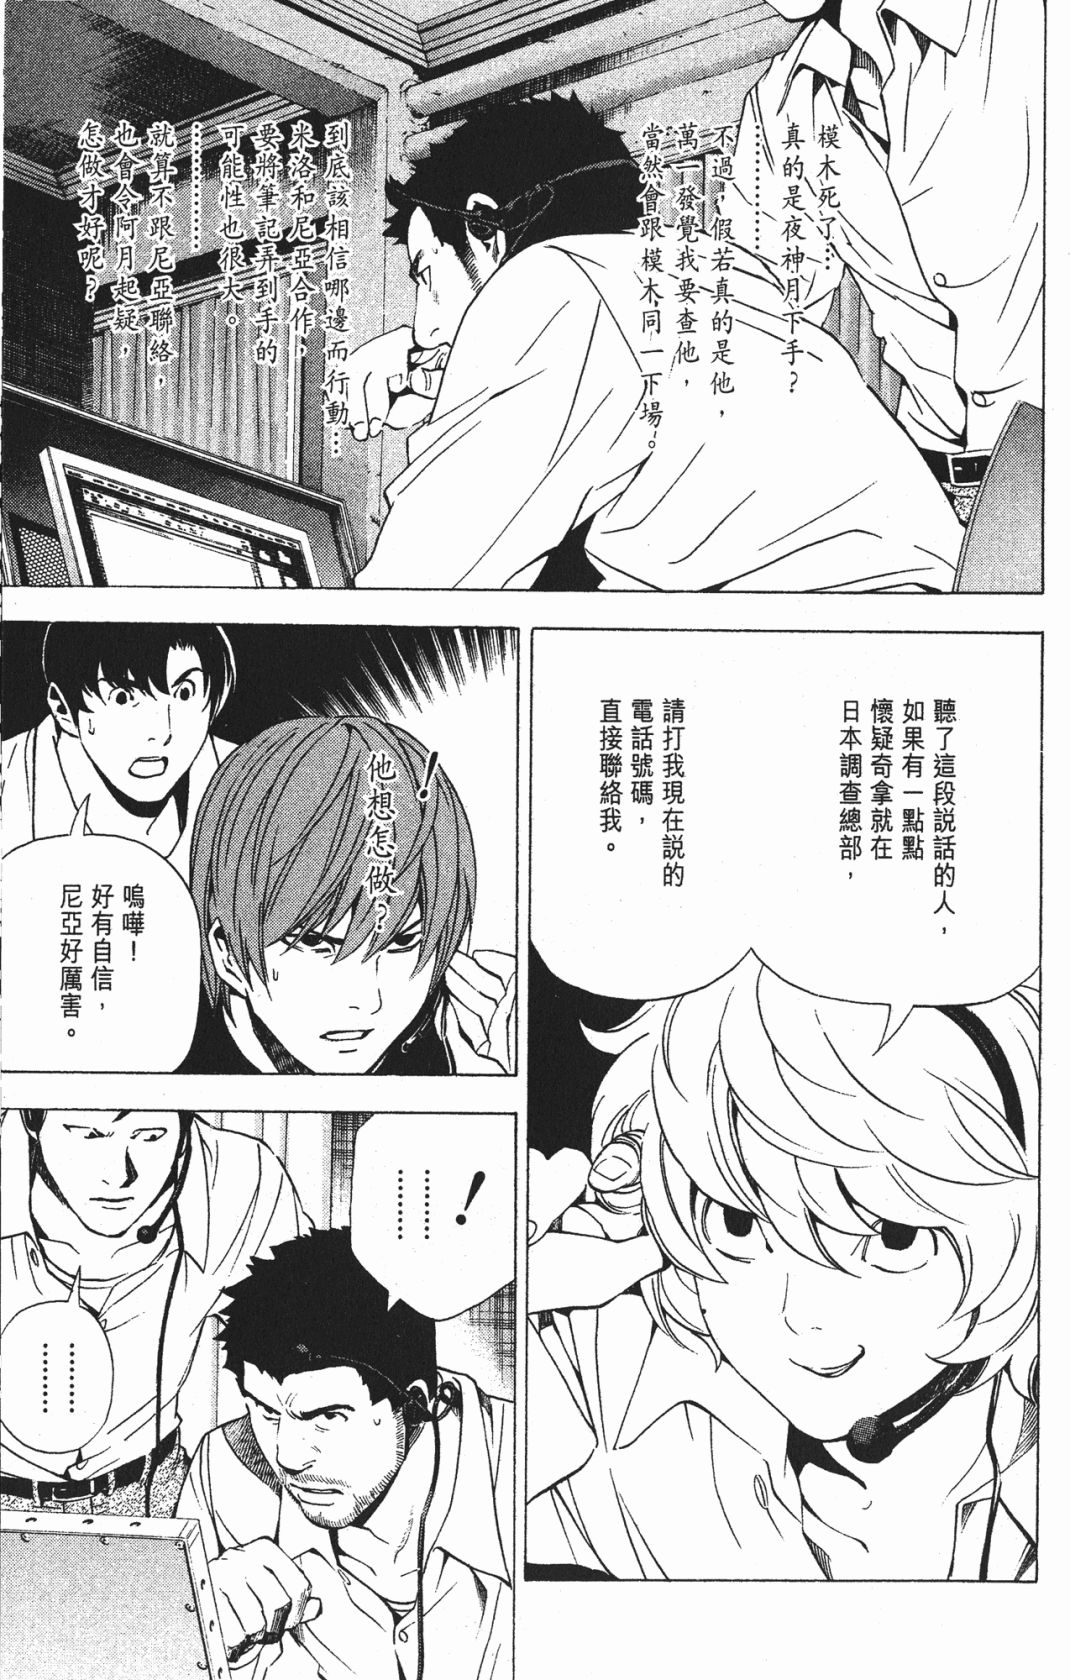 模木死了…
真的是夜神月下手?
…………
不過，假若真的是他，
萬一發覺我要查他，
當然會跟模木同一下場。
到底該相信哪邊而行動…
米洛和尼亞合作，
要將筆記弄到手的
可能性也很大。
…………
就算不跟尼亞聯絡，
也會令阿月起疑，
怎做才好呢?
聽了這段説話的人，
如果有一點點
懷疑奇拿就在
日本調查總部，
請打我現在説的
電話號碼，
直接聯絡我。
!
他想怎做?
嗚嘩!
好有自信，
尼亞好厲害。
!
…………
…………